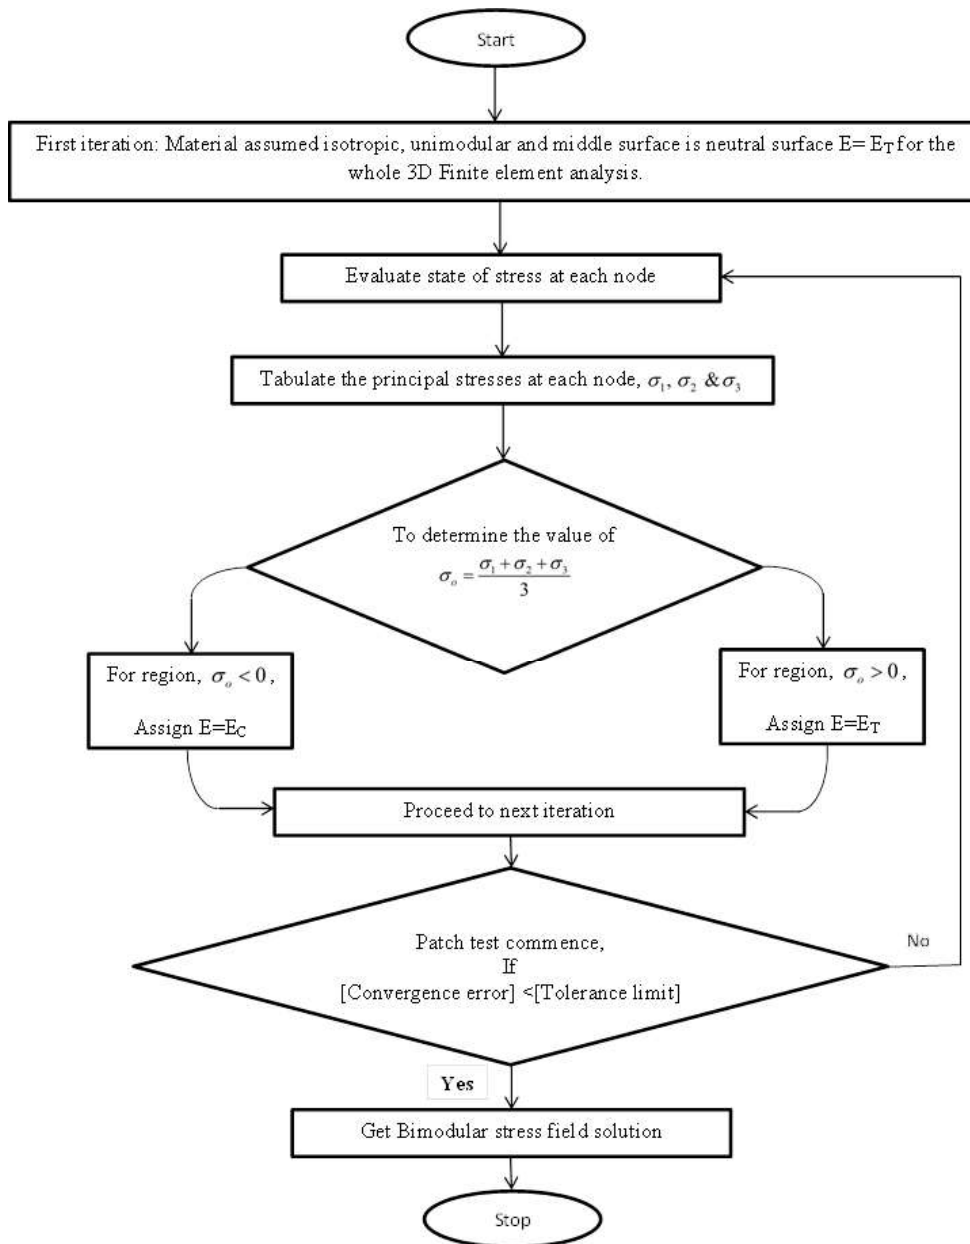 Start
First iteration: Material assumed isotropic, unimodular and middle surface is neutral surface E= E_T for the
whole 3D Finite element analysis.
Evaluate state of stress at each node
Tabulate the principal stresses at each node, σ₁, σ₂ & σ₃
To determine the value of
σₒ = (σ₁ + σ₂ + σ₃) / 3
For region, σₒ < 0 ,
Assign E=E_C
For region, σₒ > 0 ,
Assign E=E_T
Proceed to next iteration
Patch test commence,
If
[Convergence error] <[Tolerance limit]
No
Yes
Get Bimodular stress field solution
Stop